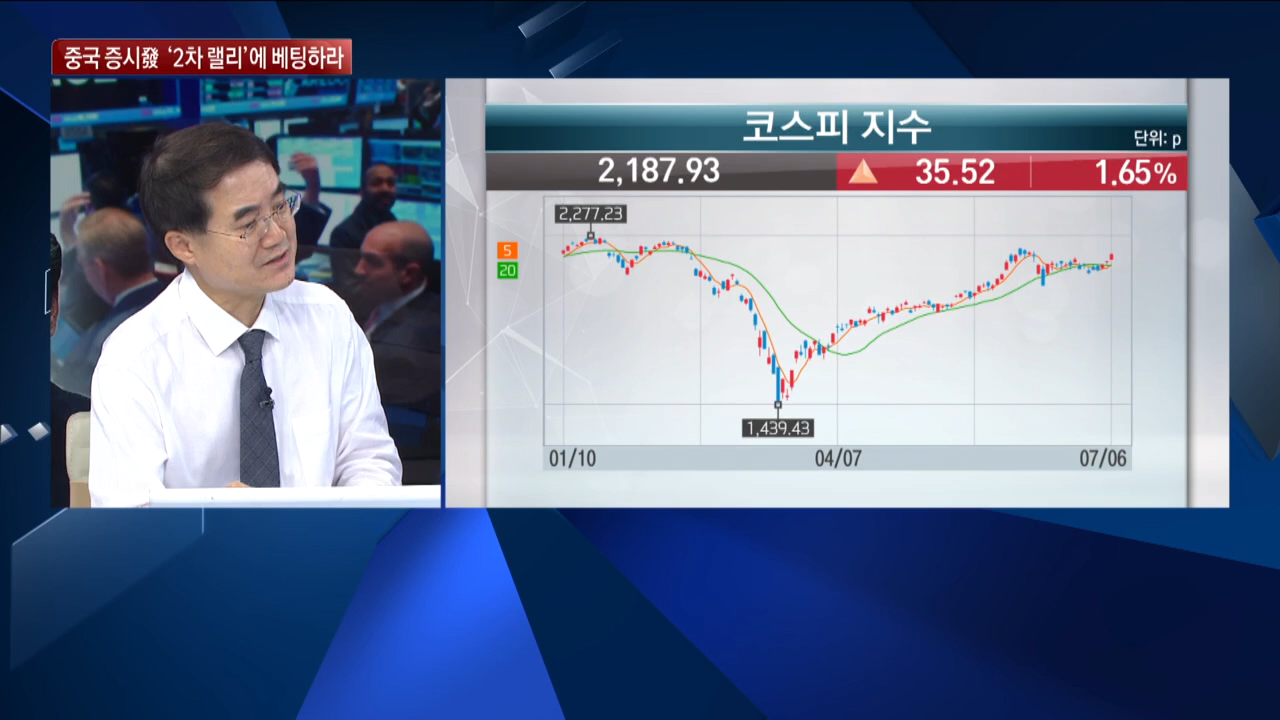 중국 증시發 ‘2차 랠리’에 베팅하라
코스피 지수
단위: p
2,187.93 ▲ 35.52 1.65%
2,277.23
5
20
1,439.43
01/10 04/07 07/06